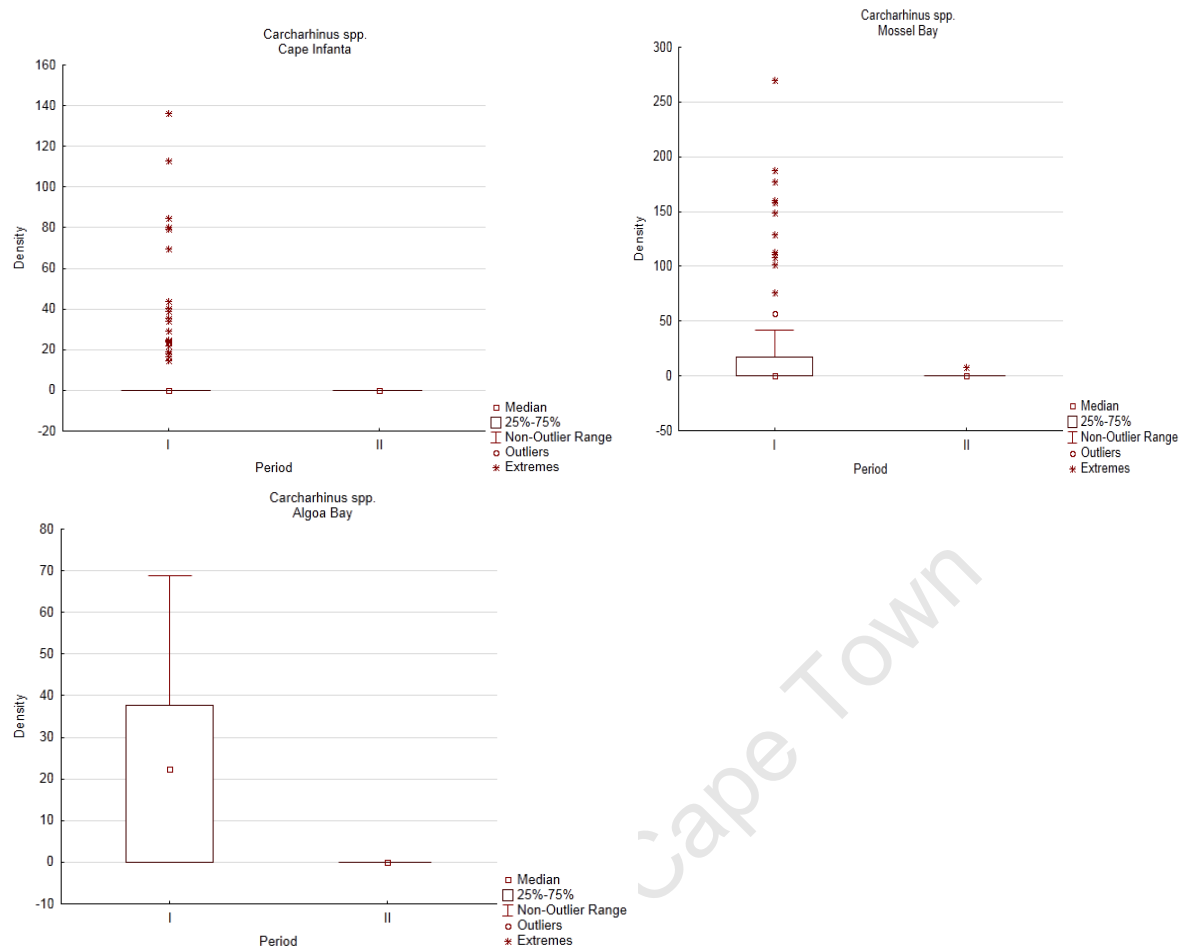 Carcharhinus spp.
Cape Infanta
160
140
120
100
80
60
40
20
0
-20
Density
I
II
Period
Median
25%-75%
Non-Outlier Range
Outliers
Extremes
Carcharhinus spp.
Mossel Bay
300
250
200
150
100
50
0
-50
Density
I
II
Period
Median
25%-75%
Non-Outlier Range
Outliers
Extremes
Carcharhinus spp.
Algoa Bay
80
70
60
50
40
30
20
10
0
-10
Density
I
II
Period
Median
25%-75%
Non-Outlier Range
Outliers
Extremes
Cape Town